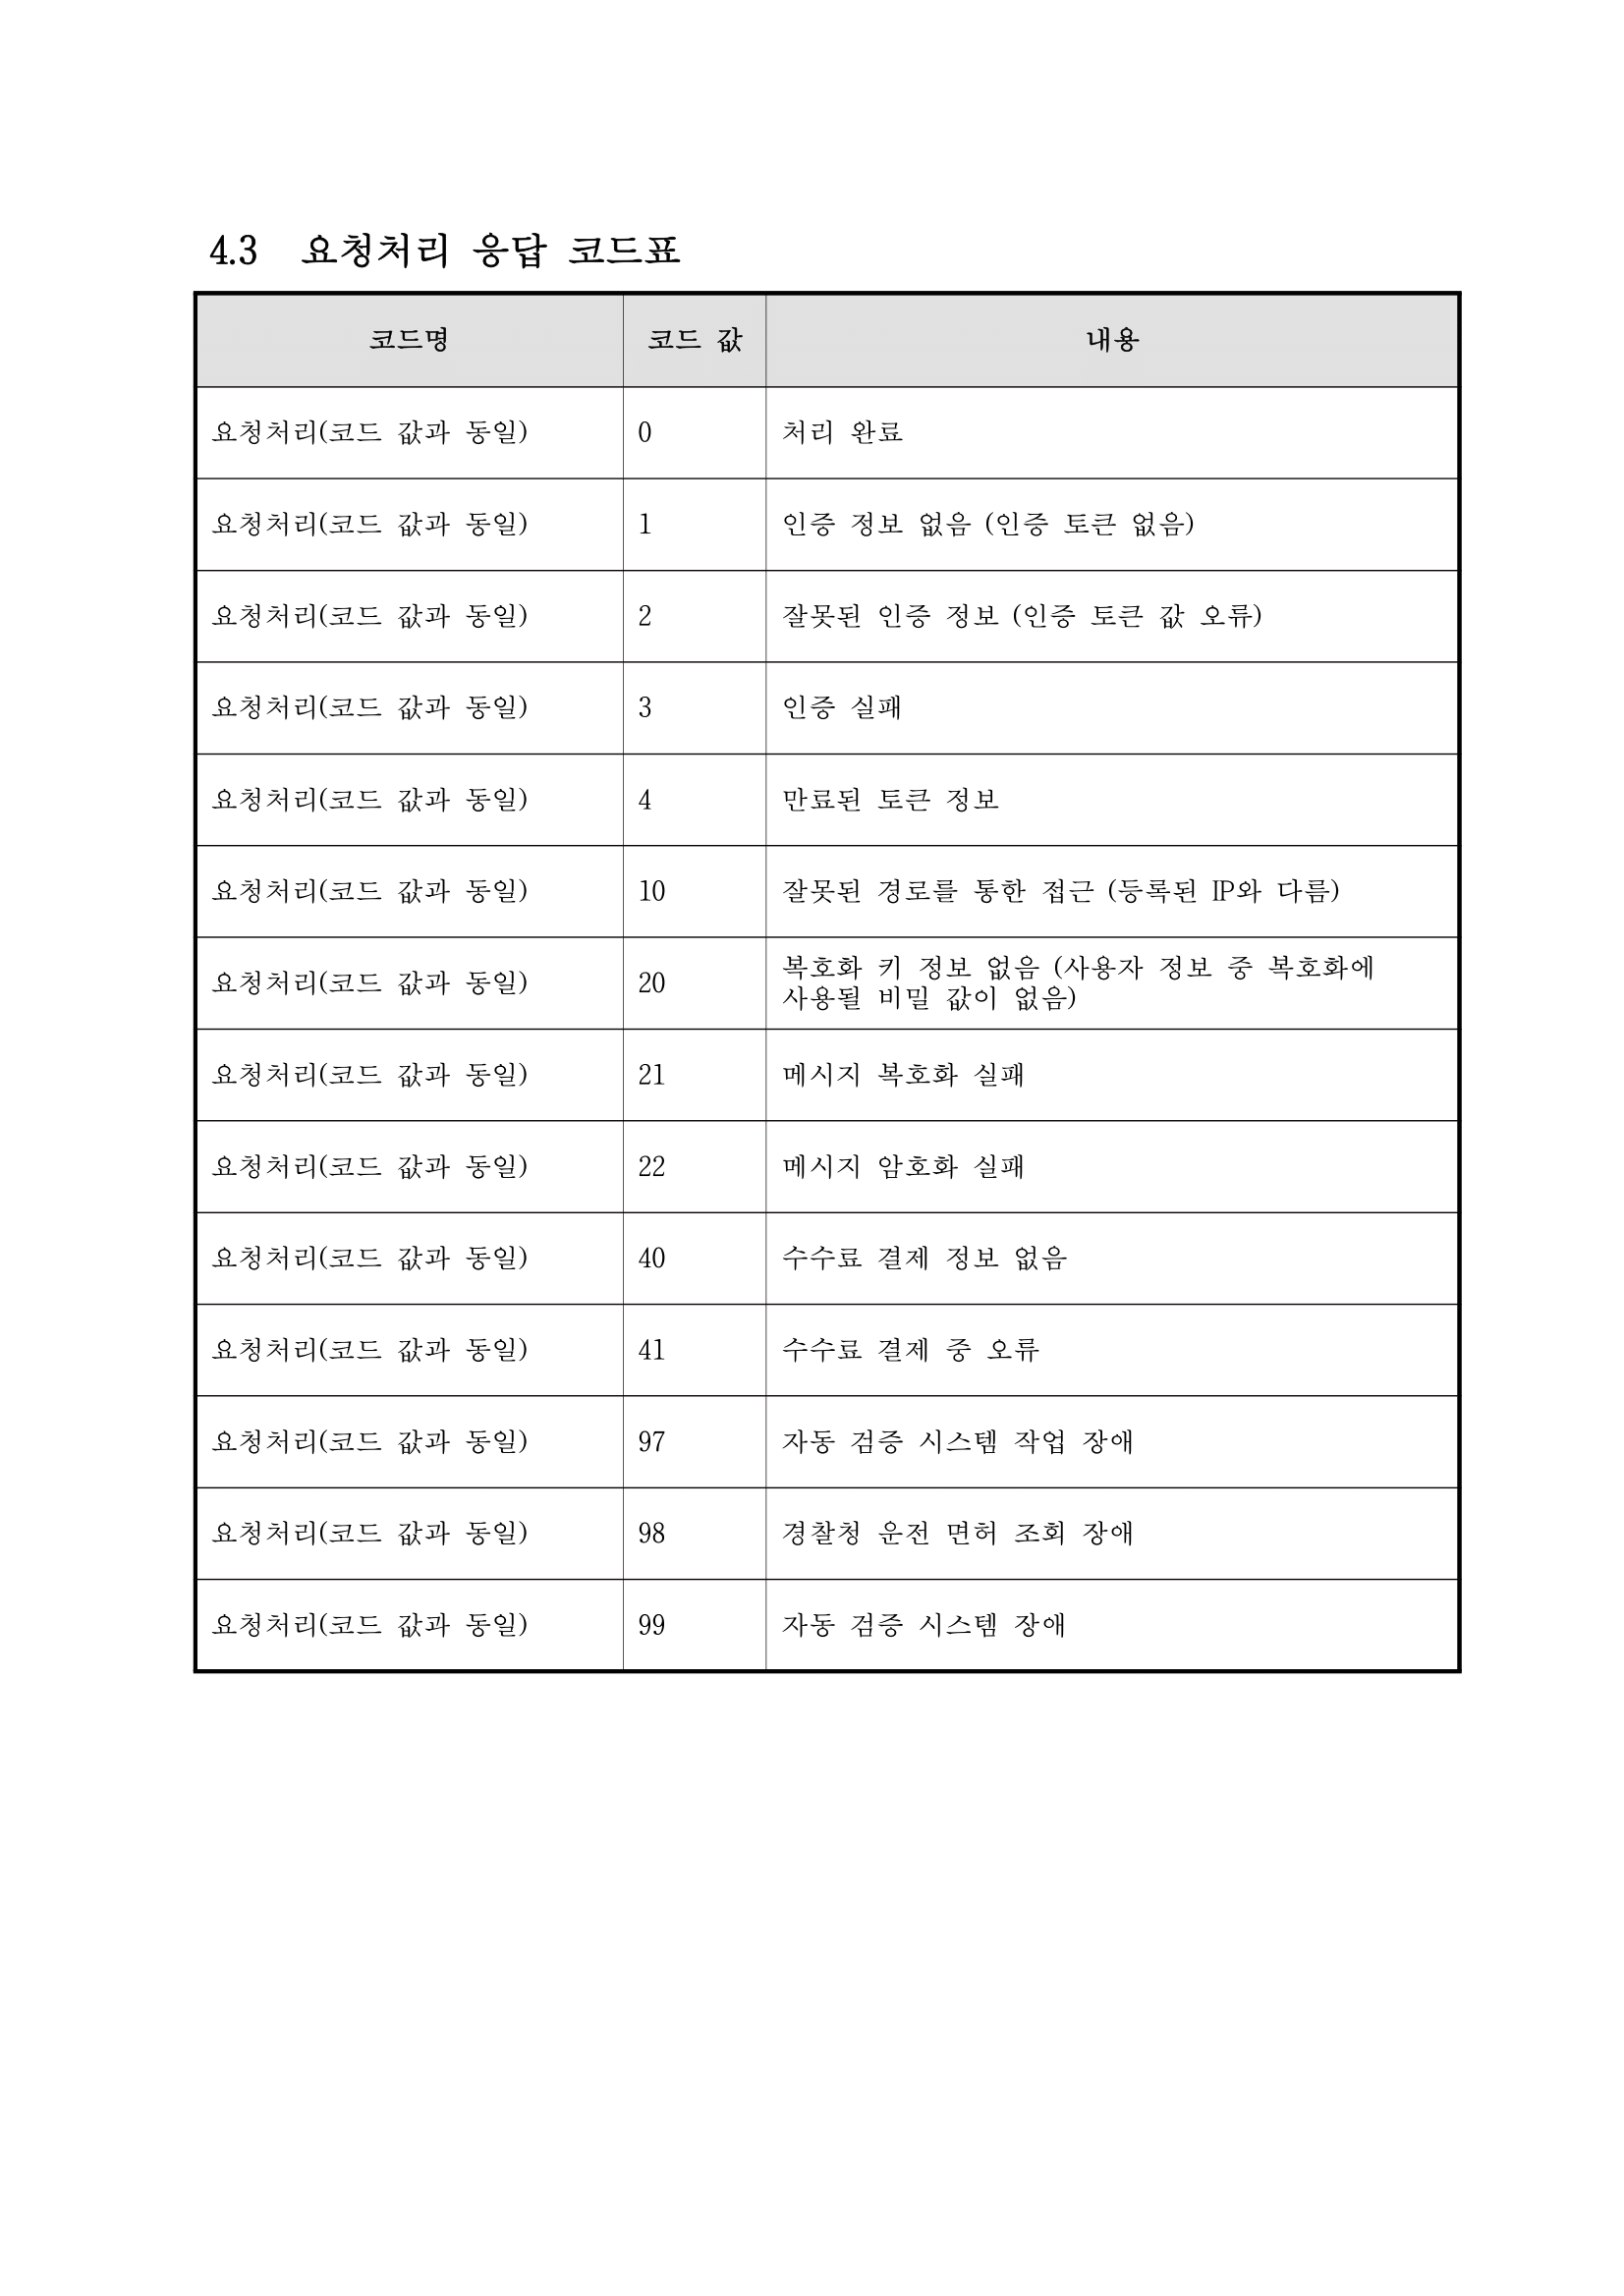 4.3 요청처리 응답 코드표
코드명 코드 값 내용
요청처리(코드 값과 동일) 0 처리 완료
요청처리(코드 값과 동일) 1 인증 정보 없음 (인증 토큰 없음)
요청처리(코드 값과 동일) 2 잘못된 인증 정보 (인증 토큰 값 오류)
요청처리(코드 값과 동일) 3 인증 실패
요청처리(코드 값과 동일) 4 만료된 토큰 정보
요청처리(코드 값과 동일) 10 잘못된 경로를 통한 접근 (등록된 IP와 다름)
요청처리(코드 값과 동일) 20 복호화 키 정보 없음 (사용자 정보 중 복호화에
사용될 비밀 값이 없음)
요청처리(코드 값과 동일) 21 메시지 복호화 실패
요청처리(코드 값과 동일) 22 메시지 암호화 실패
요청처리(코드 값과 동일) 40 수수료 결제 정보 없음
요청처리(코드 값과 동일) 41 수수료 결제 중 오류
요청처리(코드 값과 동일) 97 자동 검증 시스템 작업 장애
요청처리(코드 값과 동일) 98 경찰청 운전 면허 조회 장애
요청처리(코드 값과 동일) 99 자동 검증 시스템 장애